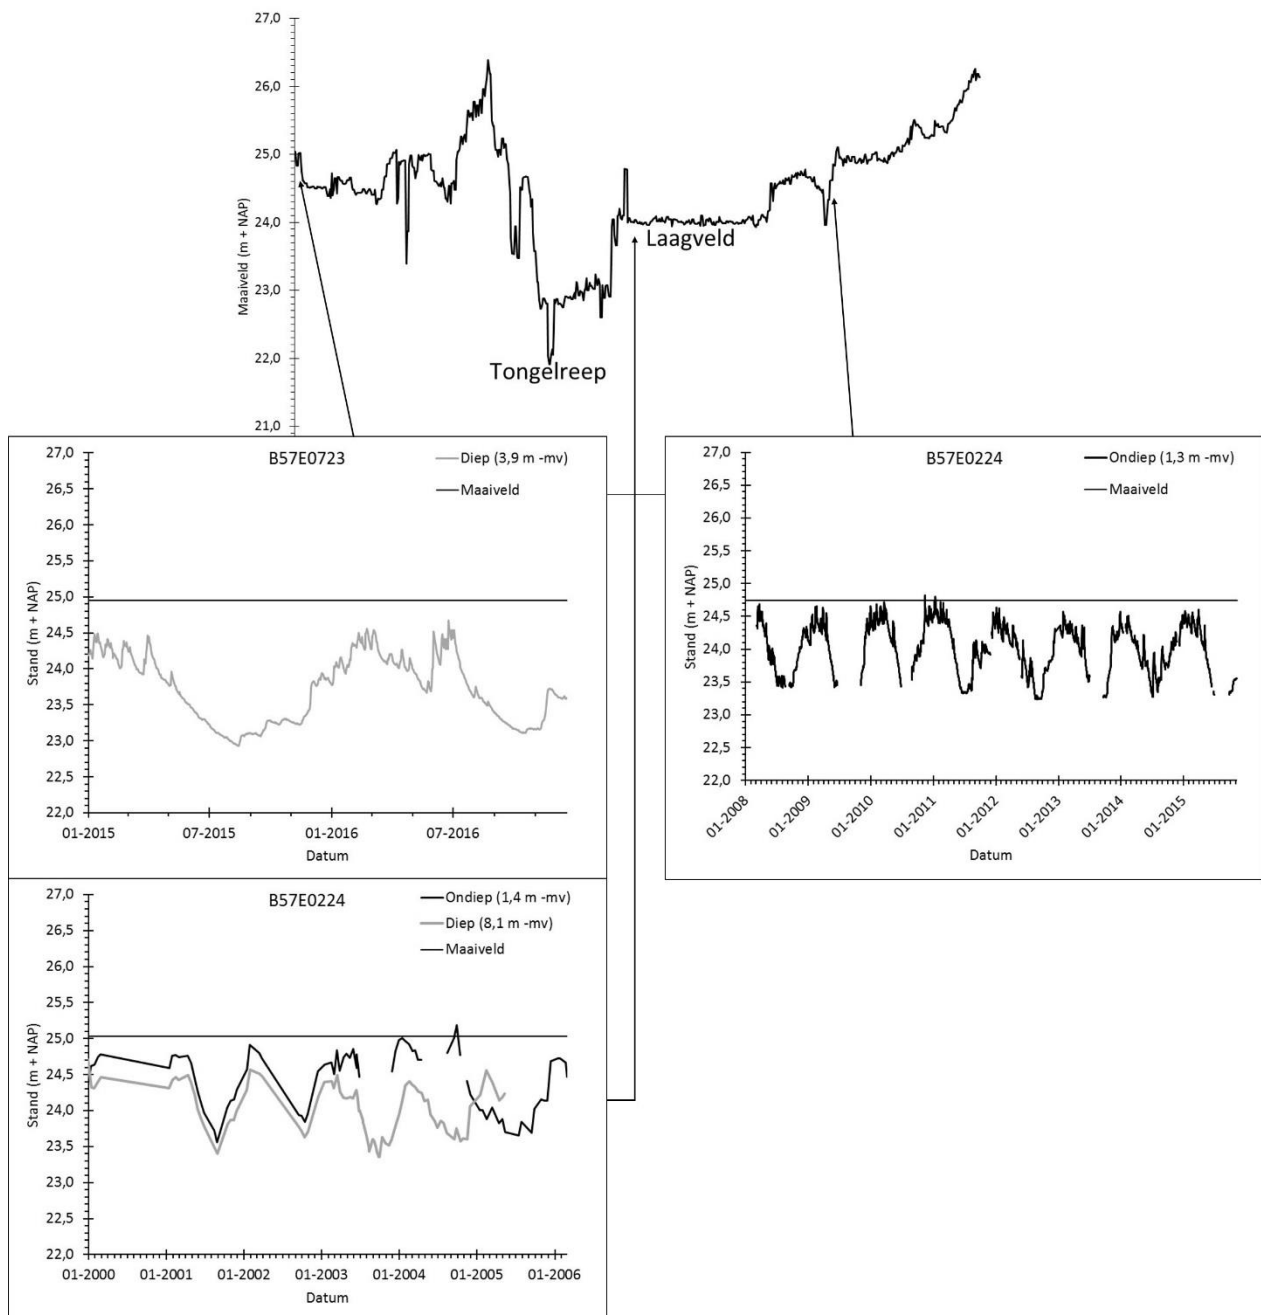 27,0
26,0
25,0
24,0
23,0
22,0
21,0
Maaiveld (m + NAP)
Laagveld
Tongelreep
B57E0723
Diep (3,9 m -mv)
Maaiveld
27,0
26,5
26,0
25,5
25,0
24,5
24,0
23,5
23,0
22,5
22,0
Stand (m + NAP)
01-2015 07-2015 01-2016 07-2016
Datum
B57E0224
Ondiep (1,3 m -mv)
Maaiveld
27,0
26,5
26,0
25,5
25,0
24,5
24,0
23,5
23,0
22,5
22,0
Stand (m + NAP)
01-2008 01-2009 01-2010 01-2011 01-2012 01-2013 01-2014 01-2015
Datum
B57E0224
Ondiep (1,4 m -mv)
Diep (8,1 m -mv)
Maaiveld
27,0
26,5
26,0
25,5
25,0
24,5
24,0
23,5
23,0
22,5
22,0
Stand (m + NAP)
01-2000 01-2001 01-2002 01-2003 01-2004 01-2005 01-2006
Datum